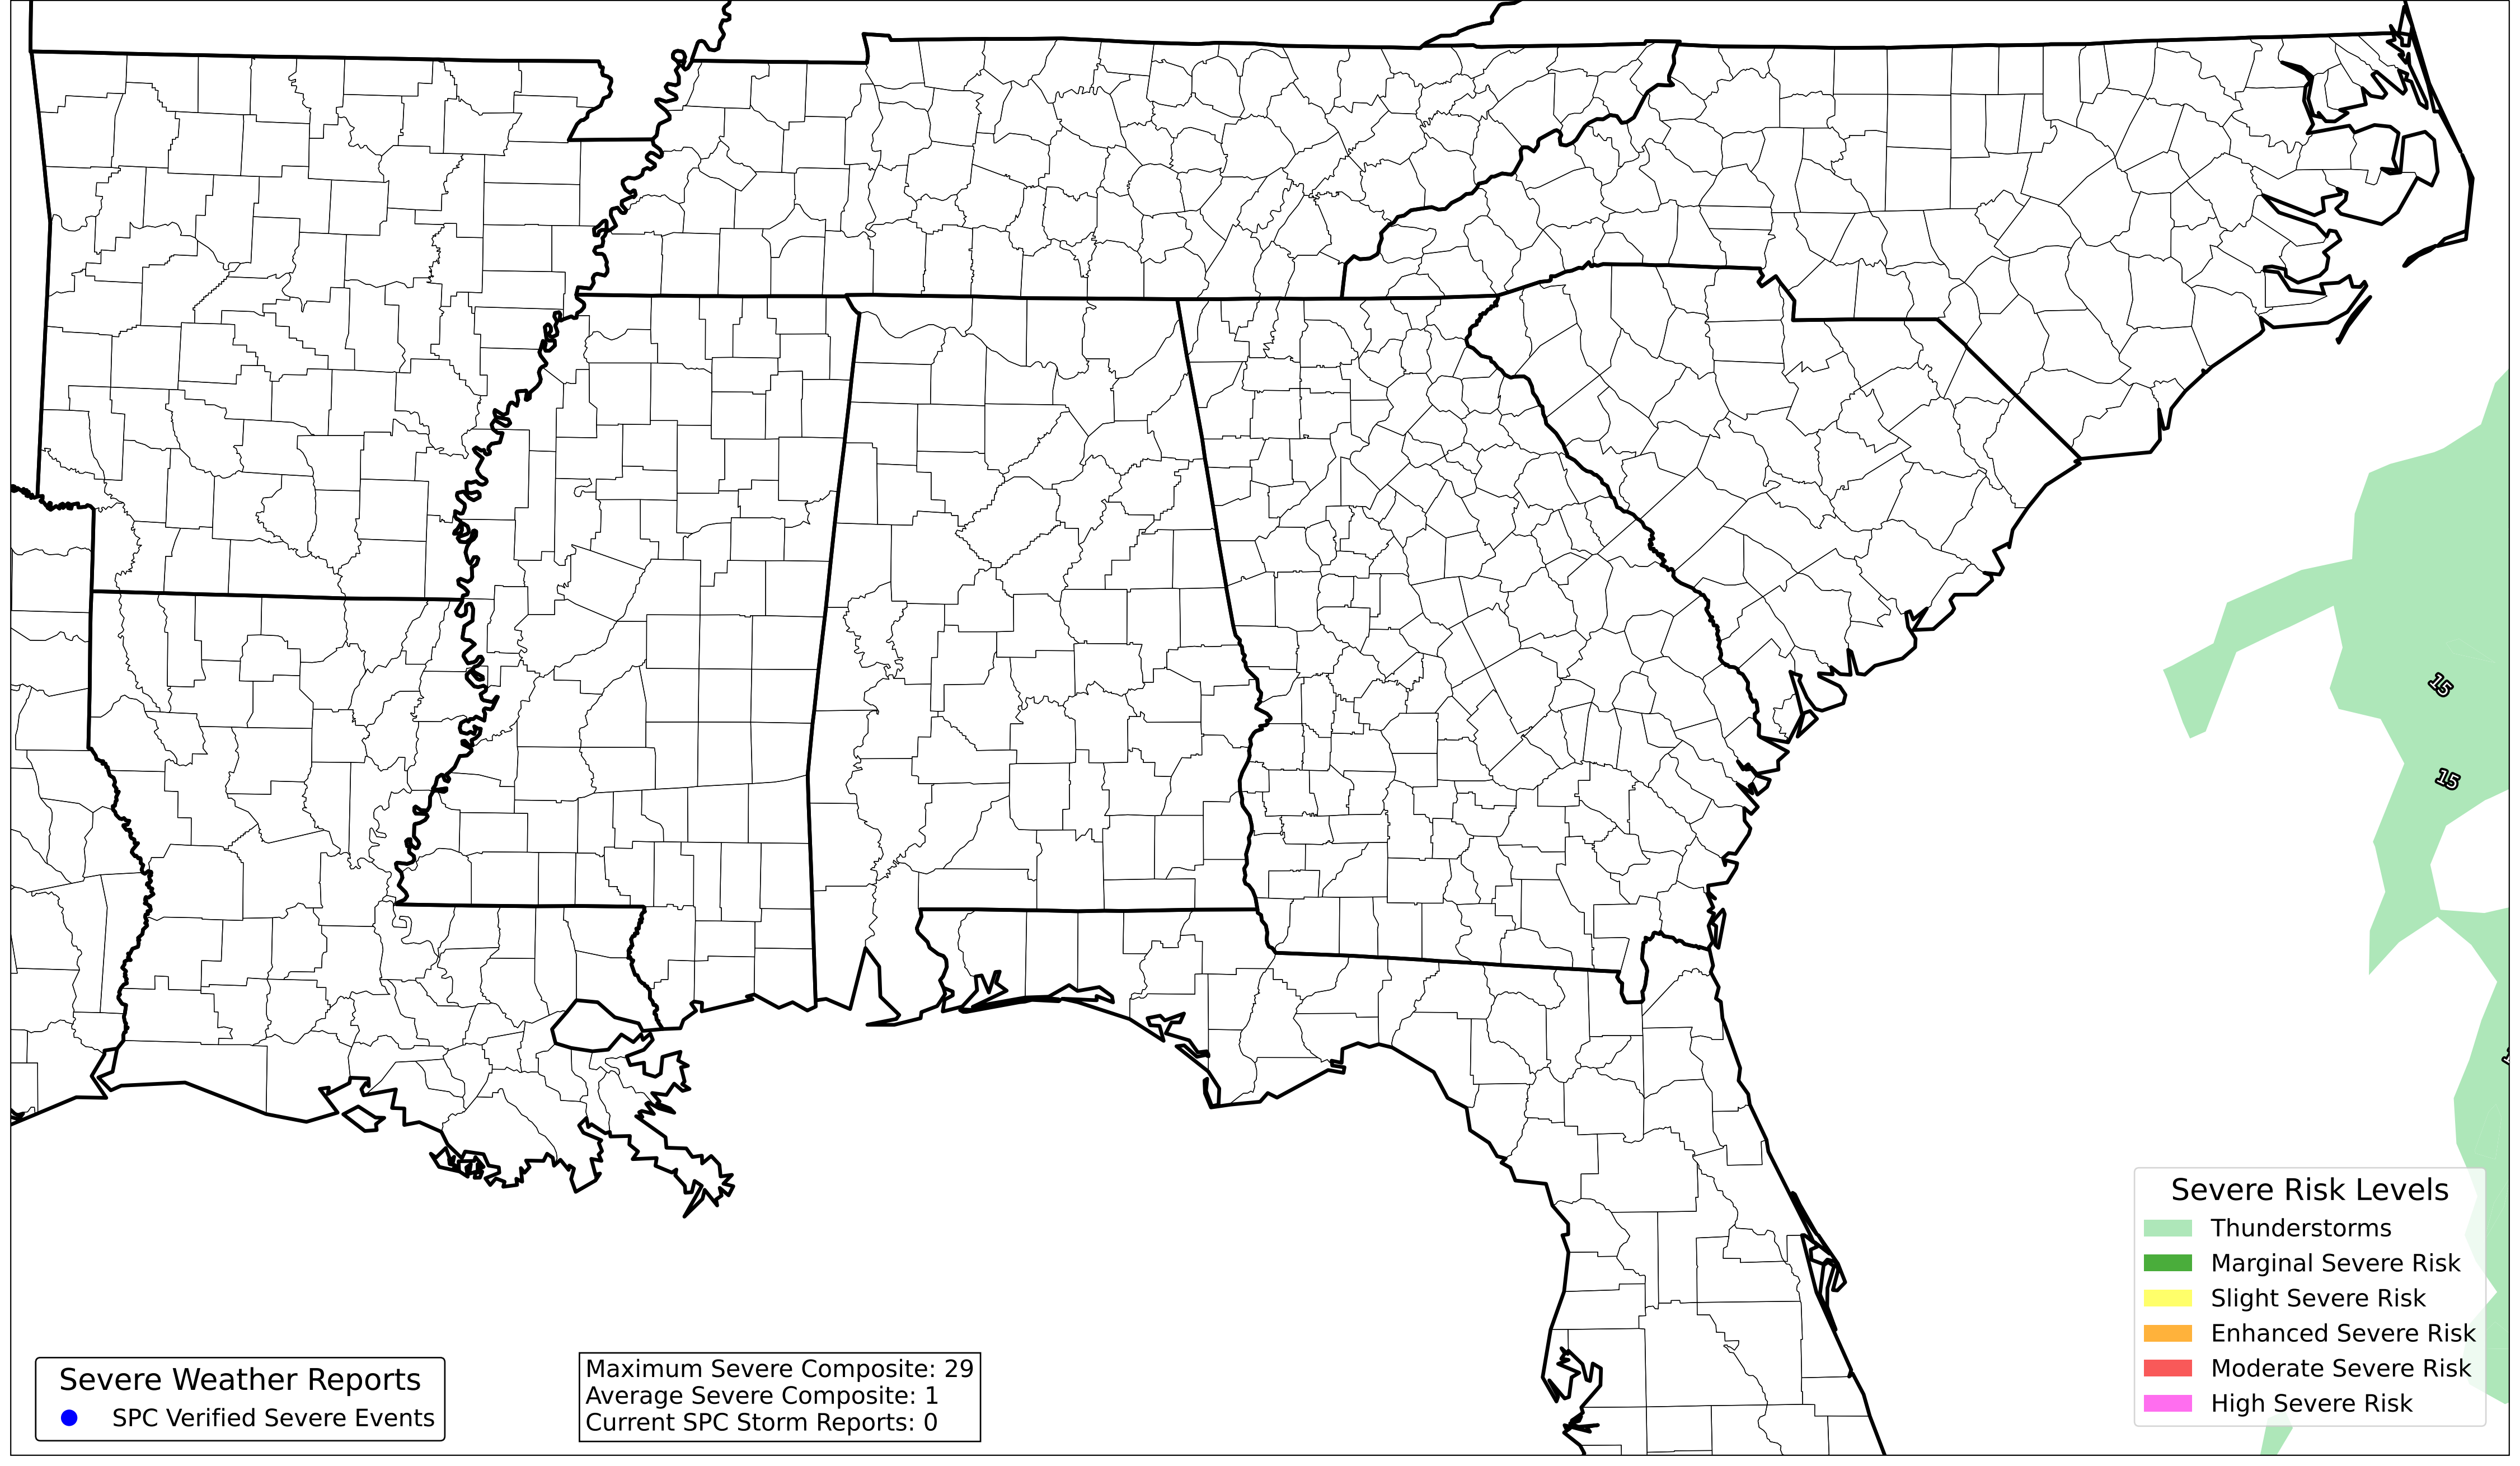 15
15
Severe Risk Levels
Thunderstorms
Marginal Severe Risk
Slight Severe Risk
Enhanced Severe Risk
Moderate Severe Risk
High Severe Risk
Severe Weather Reports
SPC Verified Severe Events
Maximum Severe Composite: 29
Average Severe Composite: 1
Current SPC Storm Reports: 0